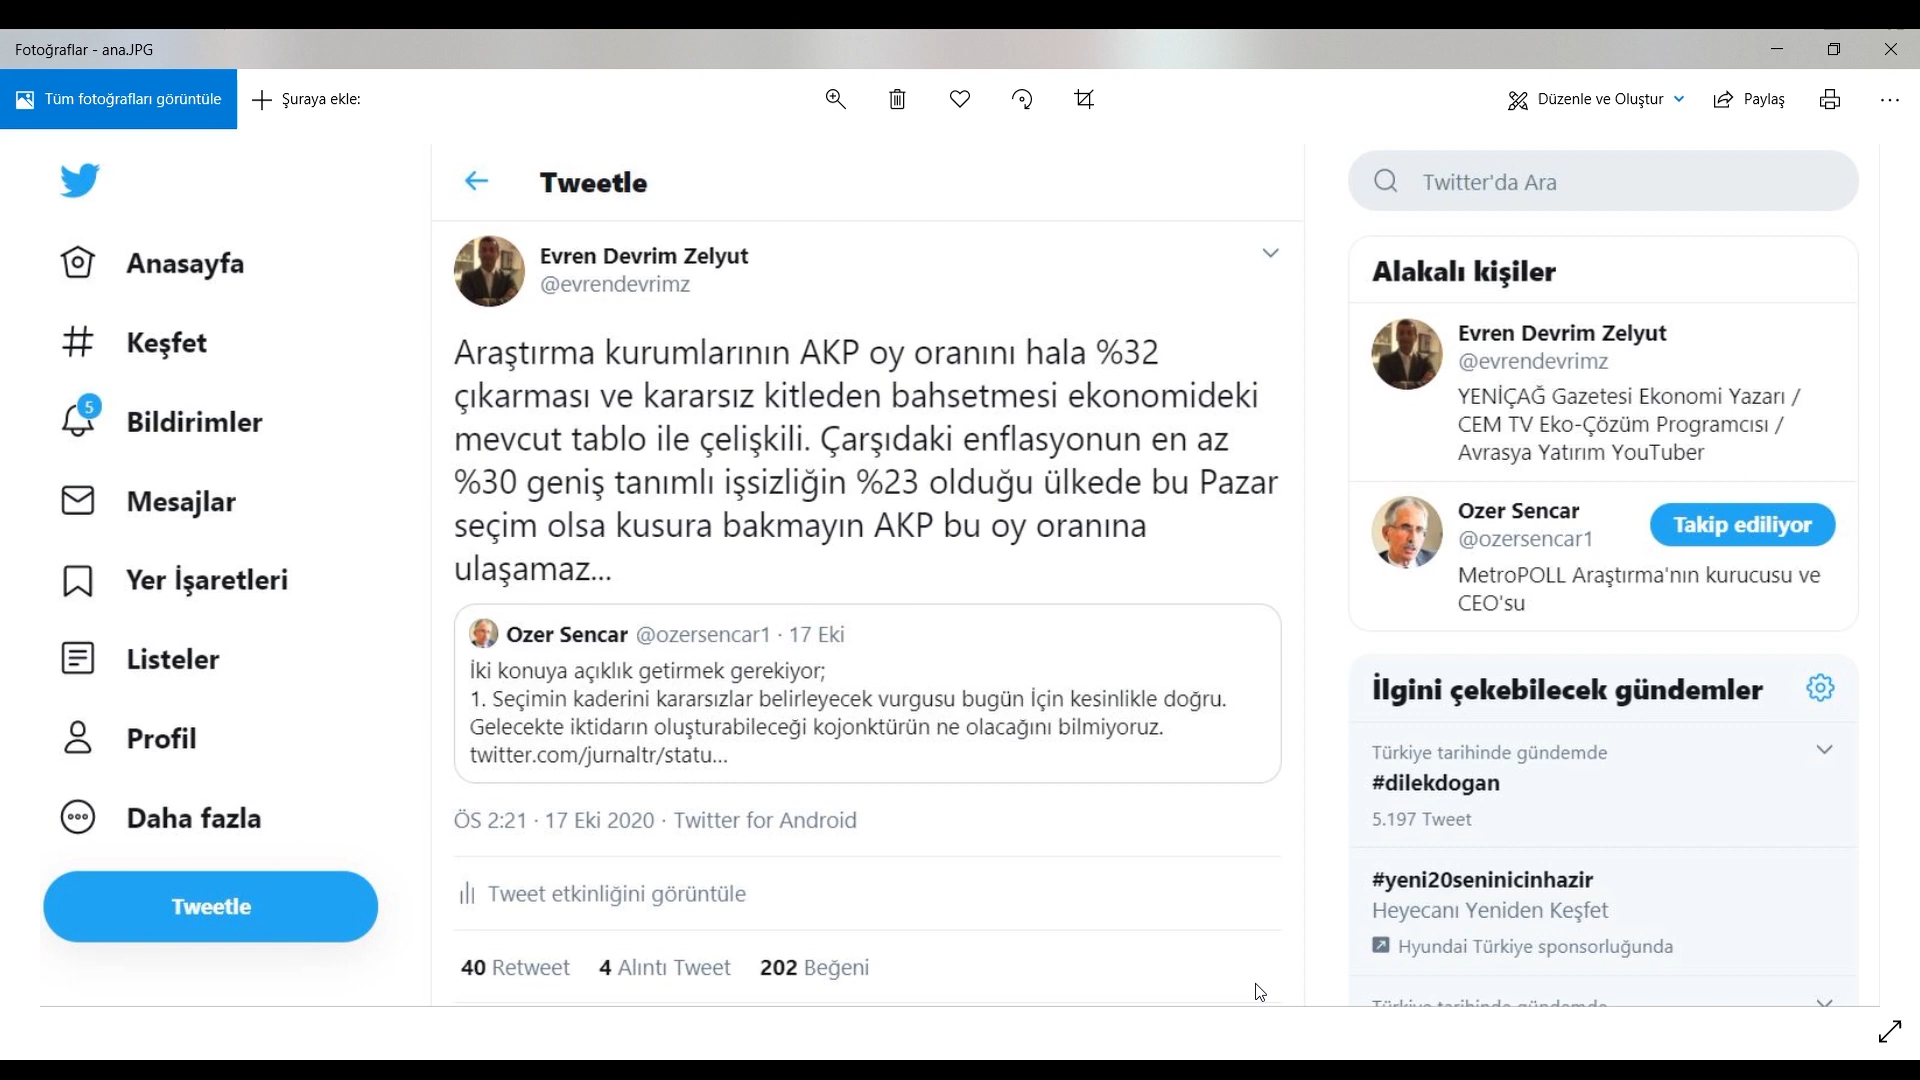 Fotoğraflar - ana.JPG
Tüm fotoğrafları görüntüle
Şuraya ekle:
Düzenle ve Oluştur
Paylaş
Anasayfa
Keşfet
5
Bildirimler
Mesajlar
Yer İşaretleri
Listeler
Profil
Daha fazla
Tweetle
Tweetle
Evren Devrim Zelyut
@evrendevrimz
Araştırma kurumlarının AKP oy oranını hala %32
çıkarması ve kararsız kitleden bahsetmesi ekonomideki
mevcut tablo ile çelişkili. Çarşıdaki enflasyonun en az
%30 geniş tanımlı işsizliğin %23 olduğu ülkede bu Pazar
seçim olsa kusura bakmayın AKP bu oy oranına
ulaşamaz...
Ozer Sencar @ozersencar1 · 17 Eki
İki konuya açıklık getirmek gerekiyor;
1. Seçimin kaderini kararsızlar belirleyecek vurgusu bugün İçin kesinlikle doğru.
Gelecekte iktidarın oluşturabileceği kojonktürün ne olacağını bilmiyoruz.
twitter.com/jurnaltr/statu...
ÖS 2:21 · 17 Eki 2020 · Twitter for Android
Tweet etkinliğini görüntüle
40 Retweet 4 Alıntı Tweet 202 Beğeni
Twitter'da Ara
Alakalı kişiler
Evren Devrim Zelyut
@evrendevrimz
YENİÇAĞ Gazetesi Ekonomi Yazarı /
CEM TV Eko-Çözüm Programcısı /
Avrasya Yatırım YouTuber
Ozer Sencar
@ozersencar1
Takip ediliyor
MetroPOLL Araştırma'nın kurucusu ve
CEO'su
İlgini çekebilecek gündemler
Türkiye tarihinde gündemde
#dilekdogan
5.197 Tweet
#yeni20seninicinhazir
Heyecanı Yeniden Keşfet
Hyundai Türkiye sponsorluğunda
Türkiye tarihinde gündemde